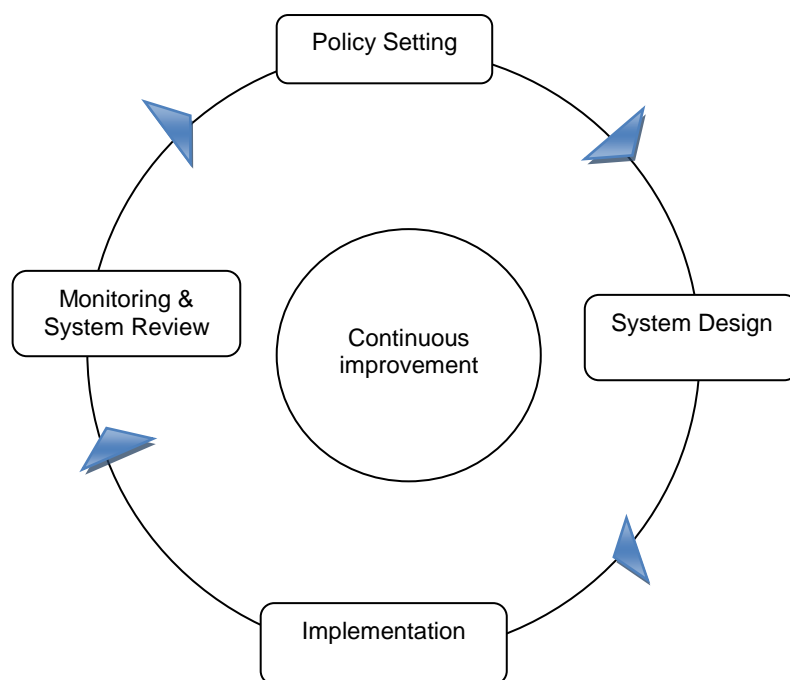 Policy Setting
Monitoring &
System Review
Continuous
improvement
System Design
Implementation